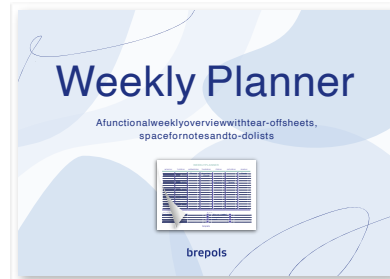 Weekly Planner
Afunctionalweeklyoverviewwithtear-offsheets,
spacefornotesandto-dolists
brepols